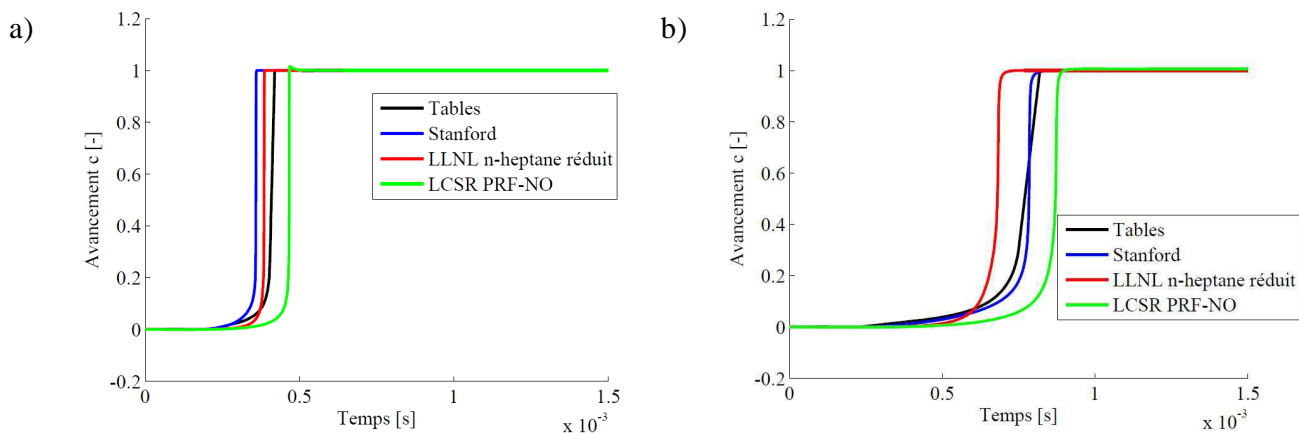 a)
1.2
1
0.8
0.6
0.4
0.2
0
-0.2
Avancement c [-]
0
0.5
1
1.5
Temps [s]
x 10⁻³
Tables
Stanford
LLNL n-heptane réduit
LCSR PRF-NO
b)
1.2
1
0.8
0.6
0.4
0.2
0
-0.2
Avancement c [-]
0
0.5
1
1.5
Temps [s]
x 10⁻³
Tables
Stanford
LLNL n-heptane réduit
LCSR PRF-NO